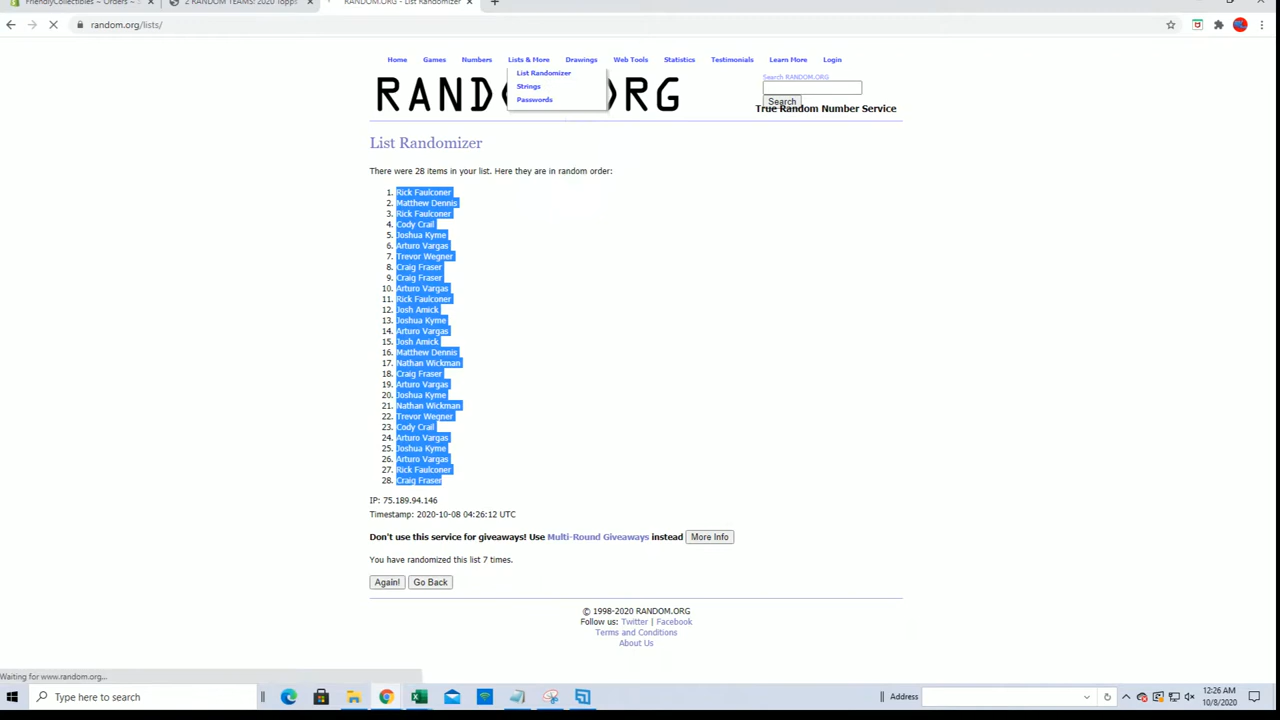 FriendlyCollectibles ~ Orders ~ S
2 RANDOM TEAMS: 2020 Topps
RANDOM.ORG - List Randomizer
random.org/lists/
Home Games Numbers Lists & More Drawings Web Tools Statistics Testimonials Learn More Login
List Randomizer
Strings
Passwords
Search RANDOM.ORG
Search
RANDOM.ORG
True Random Number Service
List Randomizer
There were 28 items in your list. Here they are in random order:
1. Rick Faulconer
2. Matthew Dennis
3. Rick Faulconer
4. Cody Crail
5. Joshua Kyme
6. Arturo Vargas
7. Trevor Wegner
8. Craig Fraser
9. Craig Fraser
10. Arturo Vargas
11. Rick Faulconer
12. Josh Amick
13. Joshua Kyme
14. Arturo Vargas
15. Josh Amick
16. Matthew Dennis
17. Nathan Wickman
18. Craig Fraser
19. Arturo Vargas
20. Joshua Kyme
21. Nathan Wickman
22. Trevor Wegner
23. Cody Crail
24. Arturo Vargas
25. Joshua Kyme
26. Arturo Vargas
27. Rick Faulconer
28. Craig Fraser
IP: 75.189.94.146
Timestamp: 2020-10-08 04:26:12 UTC
Don't use this service for giveaways! Use Multi-Round Giveaways instead More Info
You have randomized this list 7 times.
Again! Go Back
© 1998-2020 RANDOM.ORG
Follow us: Twitter | Facebook
Terms and Conditions
About Us
Waiting for www.random.org...
Type here to search
Address
12:26 AM
10/8/2020